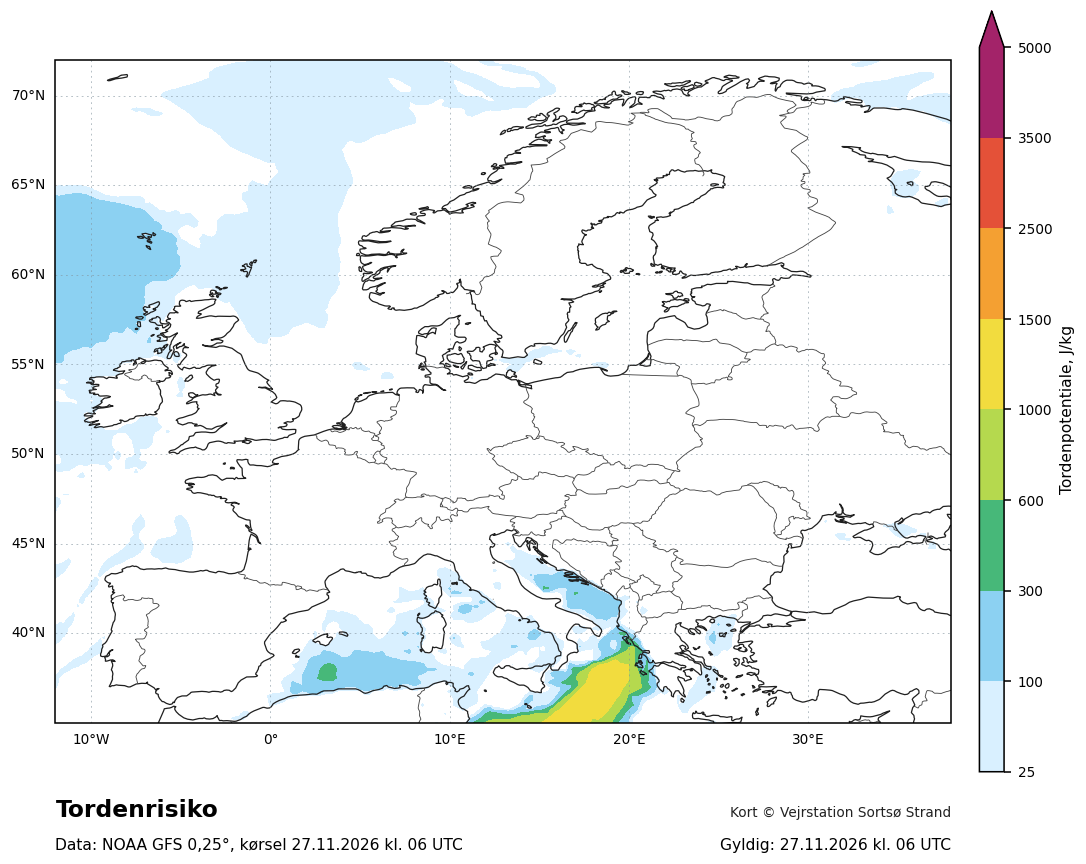 5000
3500
2500
1500
1000
600
300
100
25
Tordenpotentiale, J/kg
70°N
65°N
60°N
55°N
50°N
45°N
40°N
10°W
0°
10°E
20°E
30°E
Tordenrisiko
Kort © Vejrstation Sortsø Strand
Data: NOAA GFS 0,25°, kørsel 27.11.2026 kl. 06 UTC
Gyldig: 27.11.2026 kl. 06 UTC